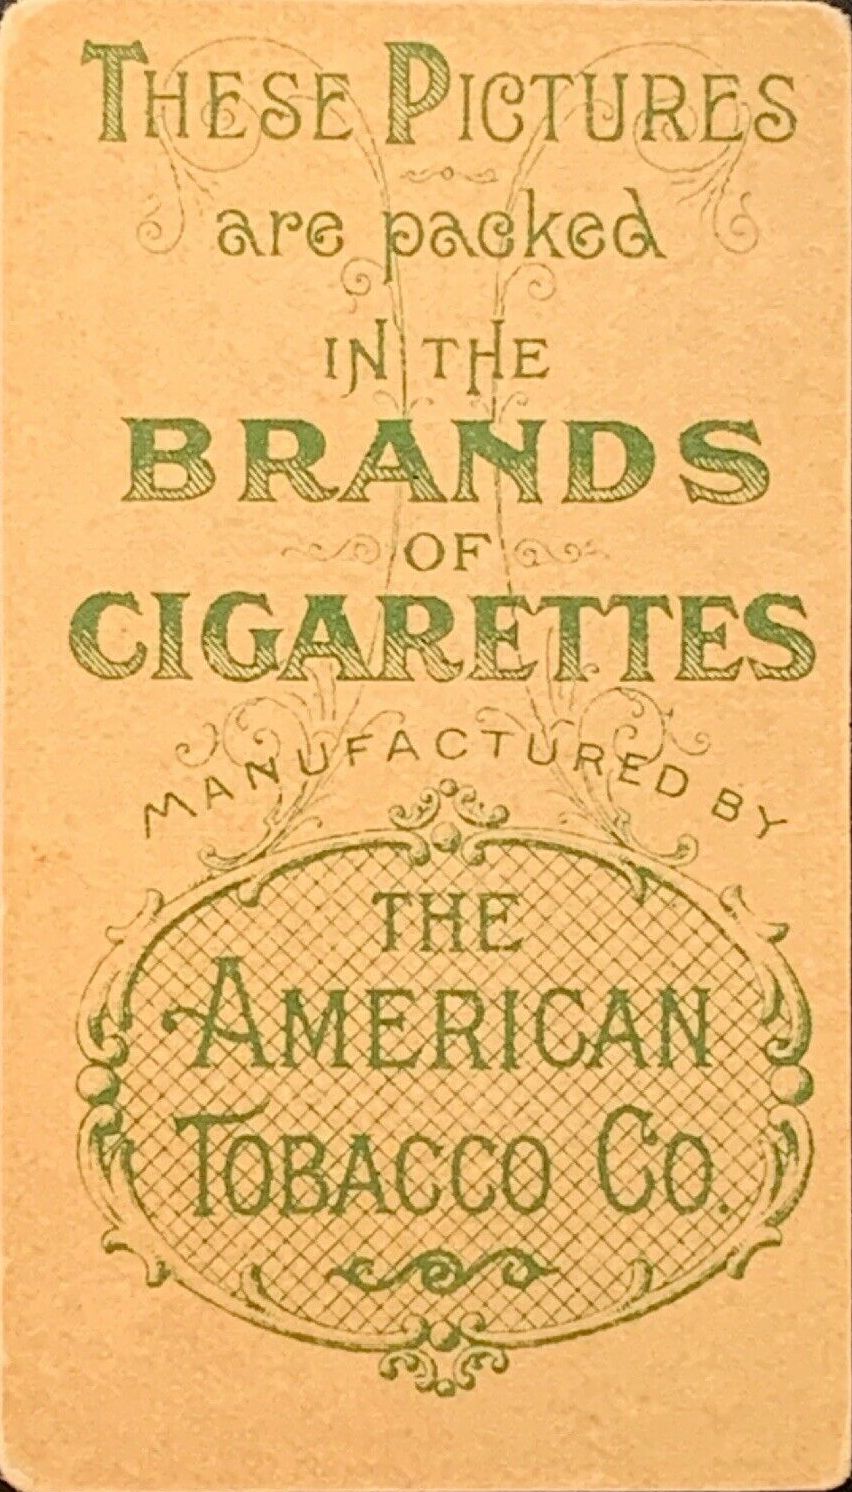 THESE PICTURES
are packed
IN THE
BRANDS
OF
CIGARETTES
MANUFACTURED BY
THE
AMERICAN
TOBACCO CO.